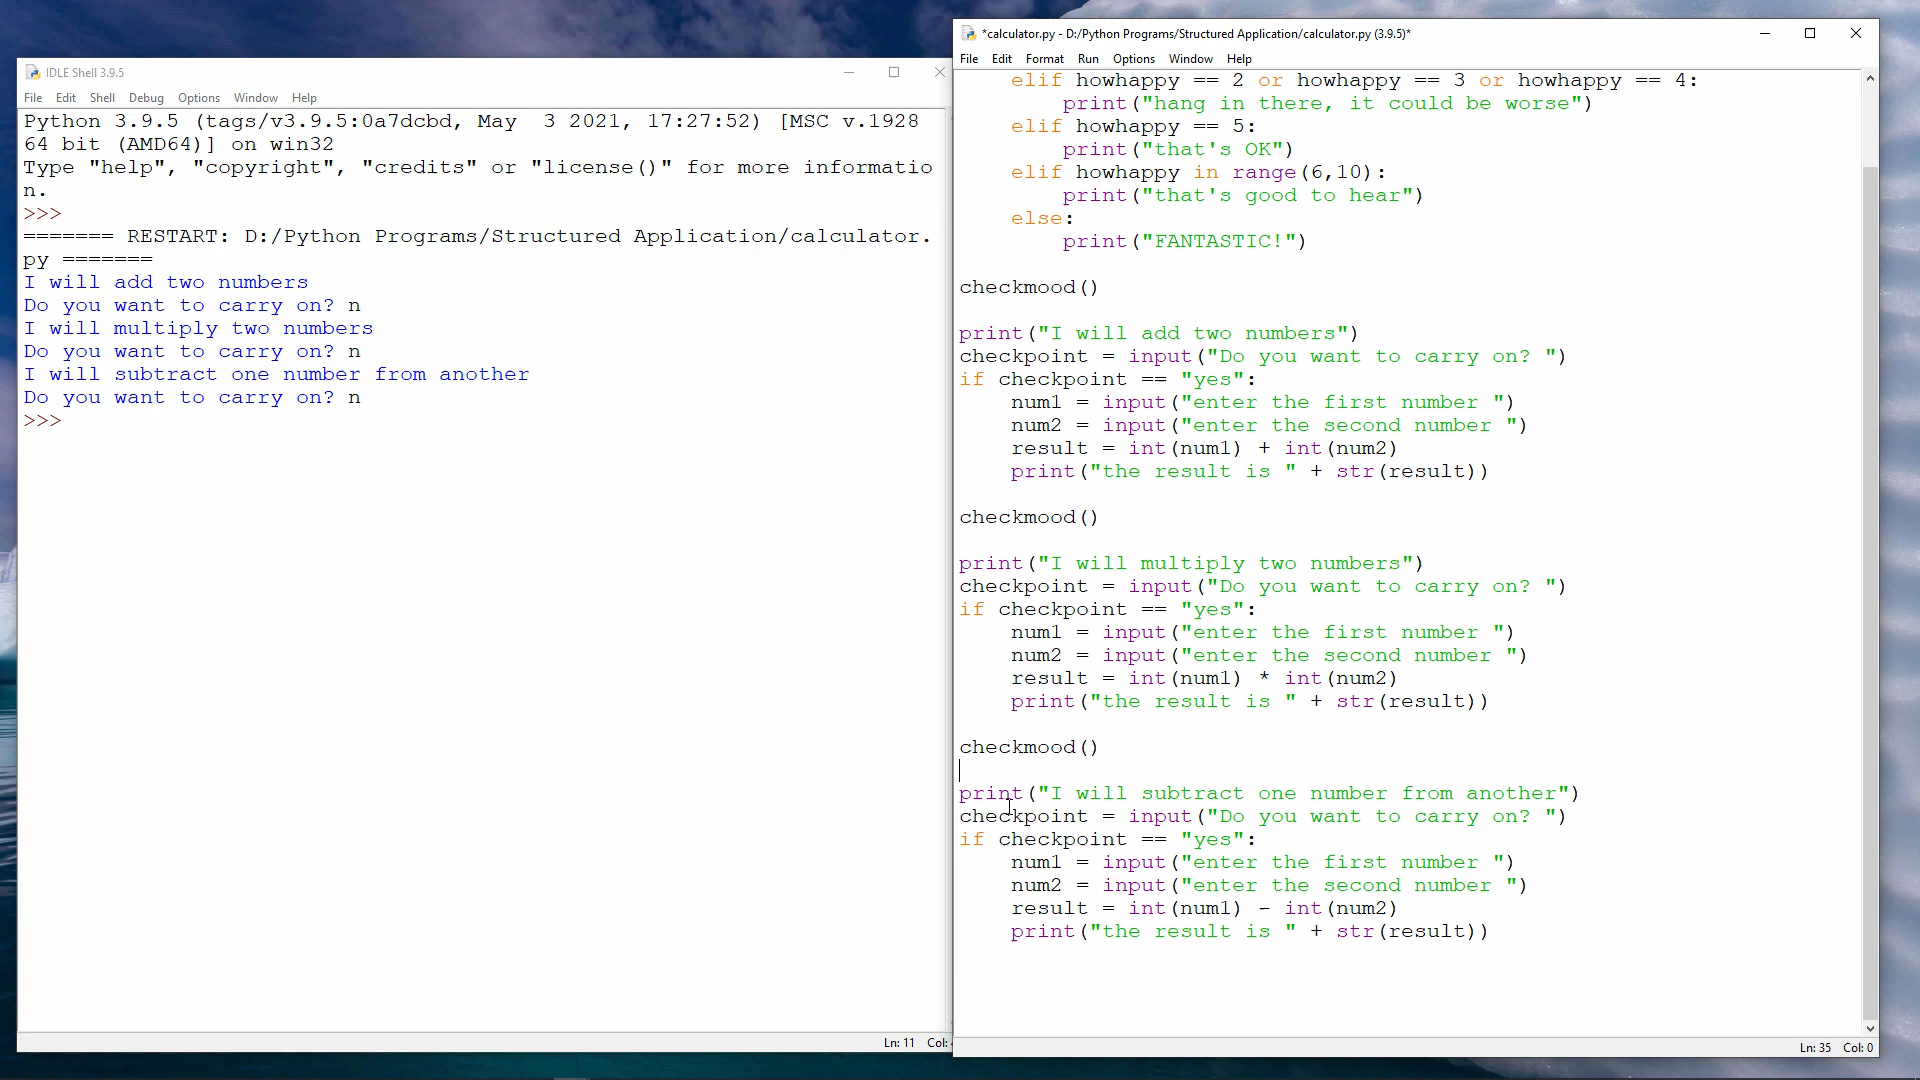 IDLE Shell 3.9.5
File Edit Shell Debug Options Window Help
Python 3.9.5 (tags/v3.9.5:0a7dcbd, May  3 2021, 17:27:52) [MSC v.1928
64 bit (AMD64)] on win32
Type "help", "copyright", "credits" or "license()" for more informatio
n.
>>>
======= RESTART: D:/Python Programs/Structured Application/calculator.
py =======
I will add two numbers
Do you want to carry on? n
I will multiply two numbers
Do you want to carry on? n
I will subtract one number from another
Do you want to carry on? n
>>>
Ln: 11 Col:
*calculator.py - D:/Python Programs/Structured Application/calculator.py (3.9.5)*
File Edit Format Run Options Window Help
    elif howhappy == 2 or howhappy == 3 or howhappy == 4:
        print("hang in there, it could be worse")
    elif howhappy == 5:
        print("that's OK")
    elif howhappy in range(6,10):
        print("that's good to hear")
    else:
        print("FANTASTIC!")
checkmood()
print("I will add two numbers")
checkpoint = input("Do you want to carry on? ")
if checkpoint == "yes":
    num1 = input("enter the first number ")
    num2 = input("enter the second number ")
    result = int(num1) + int(num2)
    print("the result is " + str(result))
checkmood()
print("I will multiply two numbers")
checkpoint = input("Do you want to carry on? ")
if checkpoint == "yes":
    num1 = input("enter the first number ")
    num2 = input("enter the second number ")
    result = int(num1) * int(num2)
    print("the result is " + str(result))
checkmood()
print("I will subtract one number from another")
checkpoint = input("Do you want to carry on? ")
if checkpoint == "yes":
    num1 = input("enter the first number ")
    num2 = input("enter the second number ")
    result = int(num1) - int(num2)
    print("the result is " + str(result))
Ln: 35 Col: 0